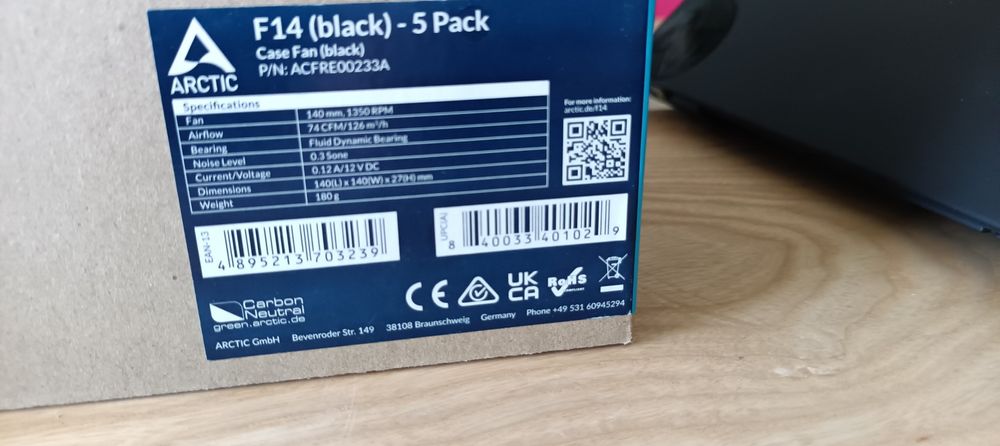 F14 (black) - 5 Pack
Case Fan (black)
P/N: ACFRE00233A
ARCTIC
Specifications
Fan 140 mm, 1350 RPM
Airflow 74 CFM/126 m³/h
Bearing Fluid Dynamic Bearing
Noise Level 0.3 Sone
Current/Voltage 0.12 A/12 V DC
Dimensions 140(L) x 140(W) x 27(H) mm
Weight 180 g
For more information:
arctic.de/f14
EAN-13
4 895213 703239
UPC(A)
8 40033 40102 9
CE
UK
CA
RoHS
Carbon
Neutral
green.arctic.de
ARCTIC GmbH Bevenroder Str. 149 38108 Braunschweig Germany Phone +49 531 60945294